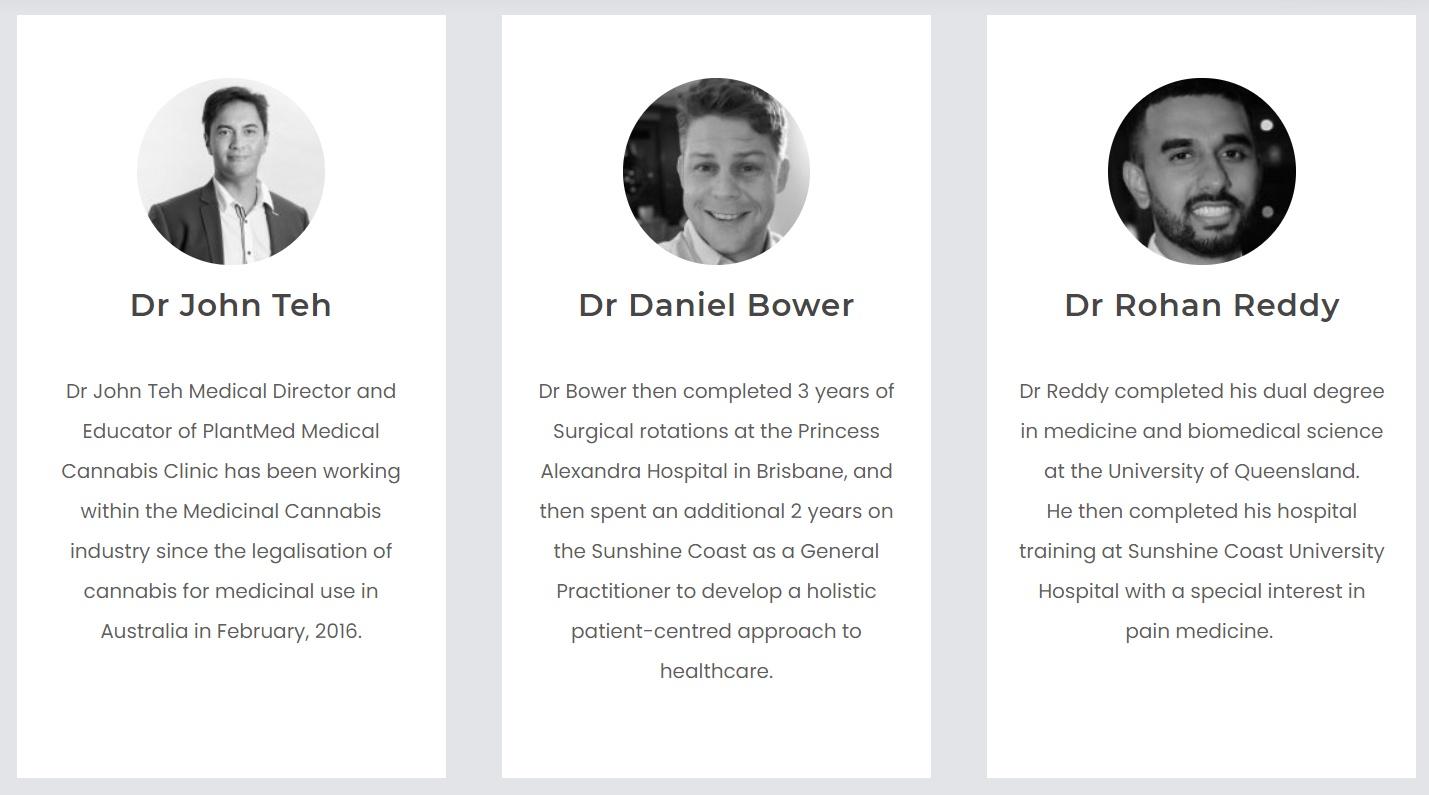 Dr John Teh
Dr John Teh Medical Director and
Educator of PlantMed Medical
Cannabis Clinic has been working
within the Medicinal Cannabis
industry since the legalisation of
cannabis for medicinal use in
Australia in February, 2016.
Dr Daniel Bower
Dr Bower then completed 3 years of
Surgical rotations at the Princess
Alexandra Hospital in Brisbane, and
then spent an additional 2 years on
the Sunshine Coast as a General
Practitioner to develop a holistic
patient-centred approach to
healthcare.
Dr Rohan Reddy
Dr Reddy completed his dual degree
in medicine and biomedical science
at the University of Queensland.
He then completed his hospital
training at Sunshine Coast University
Hospital with a special interest in
pain medicine.